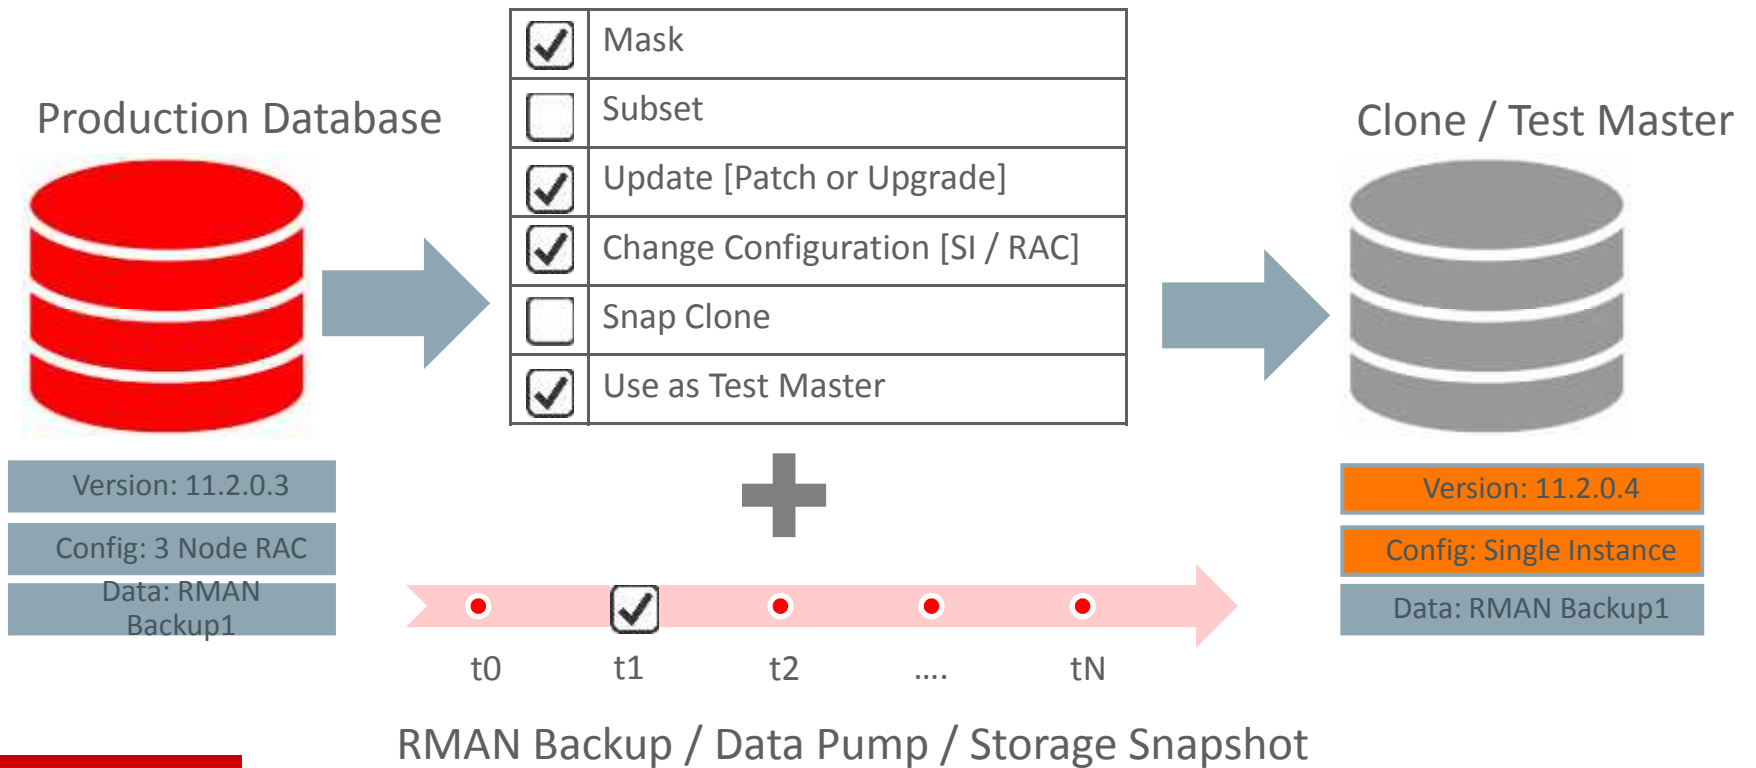 Production Database
Mask
Subset
Update [Patch or Upgrade]
Change Configuration [SI / RAC]
Snap Clone
Use as Test Master
Clone / Test Master
Version: 11.2.0.3
Config: 3 Node RAC
Data: RMAN
Backup1
Version: 11.2.0.4
Config: Single Instance
Data: RMAN Backup1
t0 t1 t2 .... tN
RMAN Backup / Data Pump / Storage Snapshot